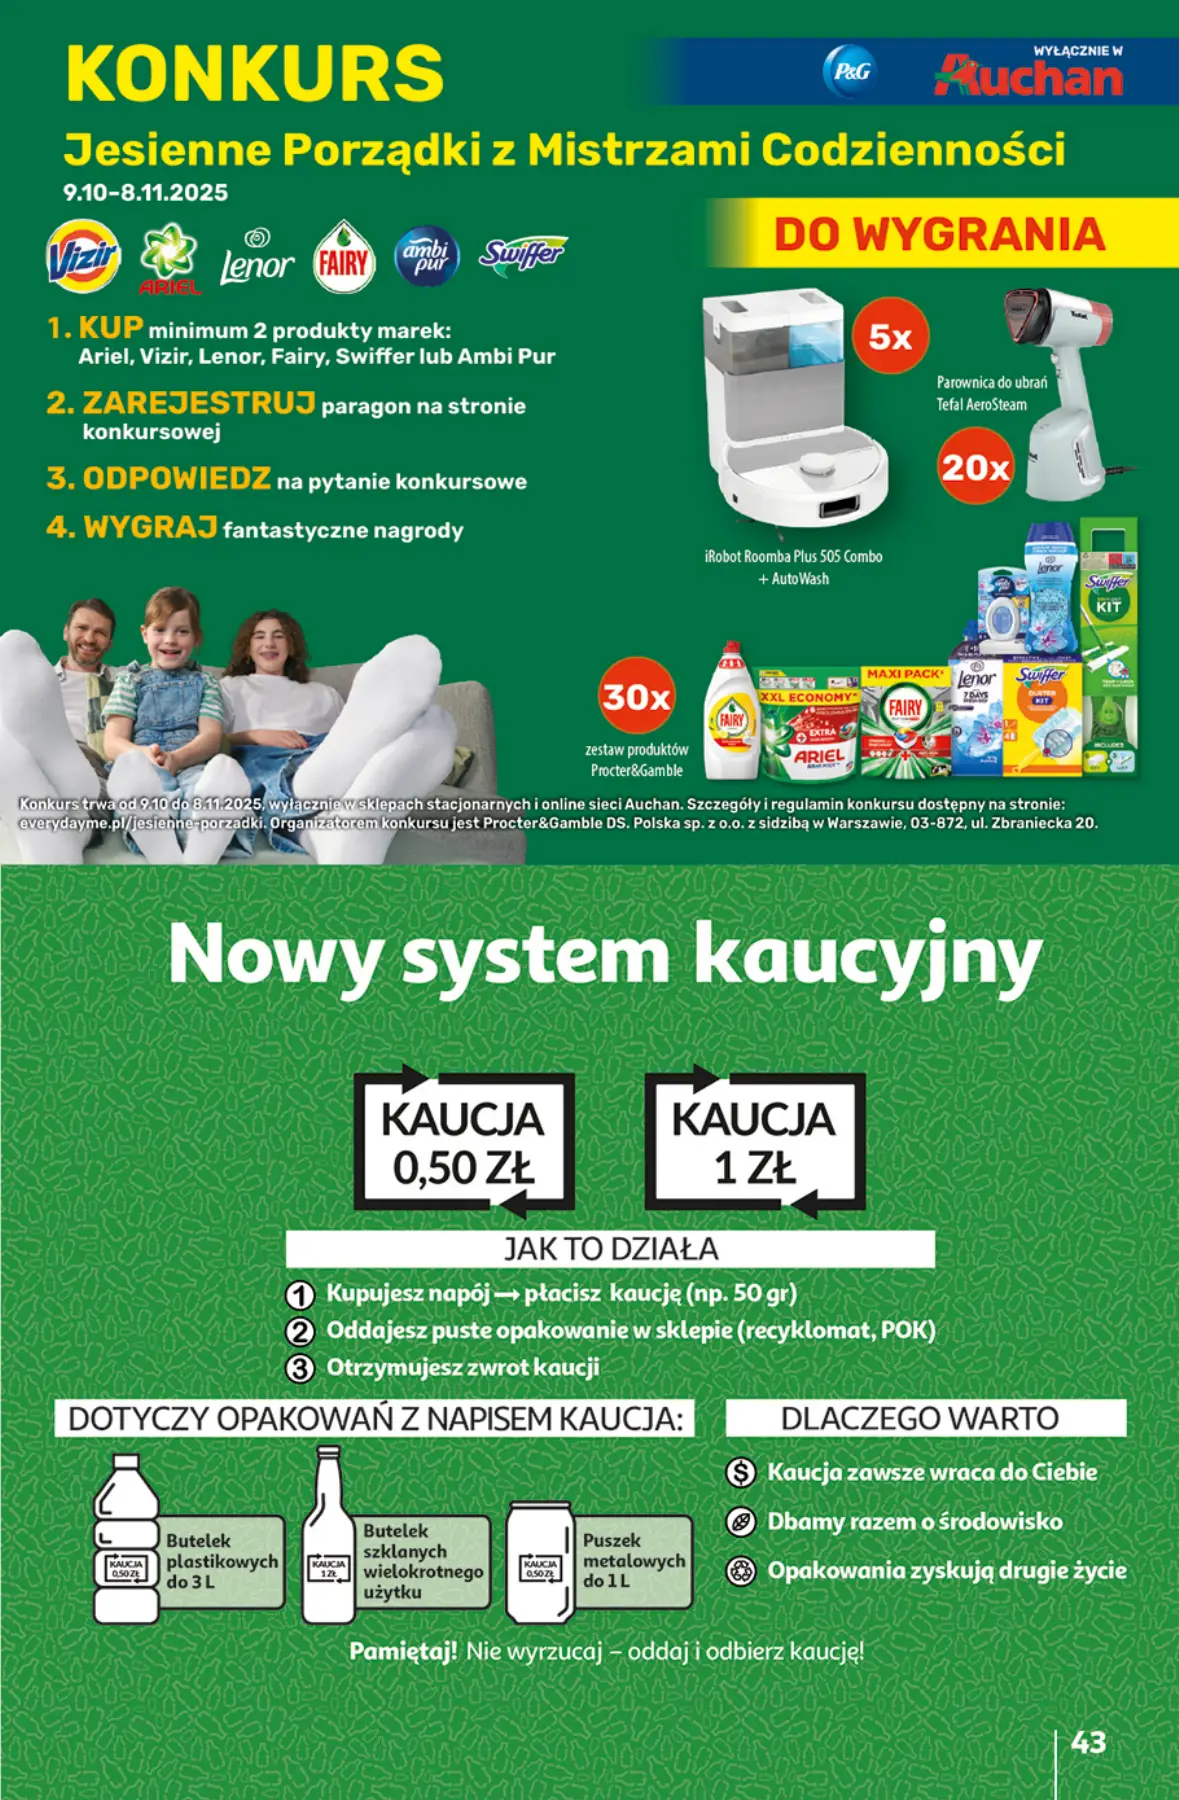 KONKURS
P&G
WYŁĄCZNIE W
Auchan
Jesienne Porządki z Mistrzami Codzienności
9.10–8.11.2025
DO WYGRANIA
Vizir
ARIEL
Lenor
FAIRY
ambi pur
Swiffer
1. KUP minimum 2 produkty marek:
Ariel, Vizir, Lenor, Fairy, Swiffer lub Ambi Pur
2. ZAREJESTRUJ paragon na stronie
konkursowej
3. ODPOWIEDZ na pytanie konkursowe
4. WYGRAJ fantastyczne nagrody
5x
Parownica do ubrań
Tefal AeroSteam
20x
iRobot Roomba Plus 505 Combo
+ AutoWash
30x
zestaw produktów
Procter&Gamble
FAIRY
XXL ECONOMY
EXTRA
ARIEL
MAXI PACK
FAIRY
Lenor
7 DAYS
Swiffer
DUSTER
KIT
Lenor
Swiffer
KIT
INCLUDES
Konkurs trwa od 9.10 do 8.11.2025, wyłącznie w sklepach stacjonarnych i online sieci Auchan. Szczegóły i regulamin konkursu dostępny na stronie:
everydayme.pl/jesienne-porzadki. Organizatorem konkursu jest Procter&Gamble DS. Polska sp. z o.o. z sidzibą w Warszawie, 03-872, ul. Zbraniecka 20.
Nowy system kaucyjny
KAUCJA
0,50 ZŁ
KAUCJA
1 ZŁ
JAK TO DZIAŁA
1 Kupujesz napój → płacisz kaucję (np. 50 gr)
2 Oddajesz puste opakowanie w sklepie (recyklomat, POK)
3 Otrzymujesz zwrot kaucji
DOTYCZY OPAKOWAŃ Z NAPISEM KAUCJA:
KAUCJA
0,50 ZŁ
Butelek
plastikowych
do 3 L
KAUCJA
1 ZŁ
Butelek
szklanych
wielokrotnego
użytku
KAUCJA
0,50 ZŁ
Puszek
metalowych
do 1 L
DLACZEGO WARTO
$ Kaucja zawsze wraca do Ciebie
Dbamy razem o środowisko
Opakowania zyskują drugie życie
Pamiętaj! Nie wyrzucaj – oddaj i odbierz kaucję!
43